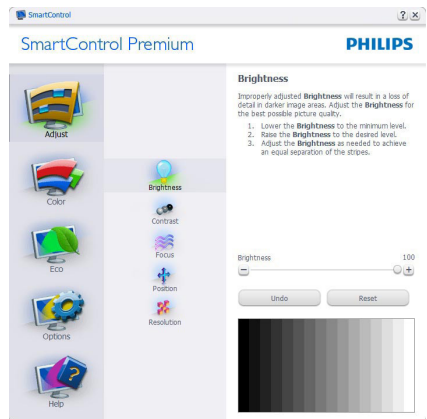 SmartControl
SmartControl Premium
PHILIPS
Adjust
Color
Eco
Options
Help
Brightness
Contrast
Focus
Position
Resolution
Brightness
Improperly adjusted Brightness will result in a loss of
detail in darker image areas. Adjust the Brightness for
the best possible picture quality.
1. Lower the Brightness to the minimum level.
2. Raise the Brightness to the desired level.
3. Adjust the Brightness as needed to achieve
an equal separation of the stripes.
Brightness 100
Undo Reset